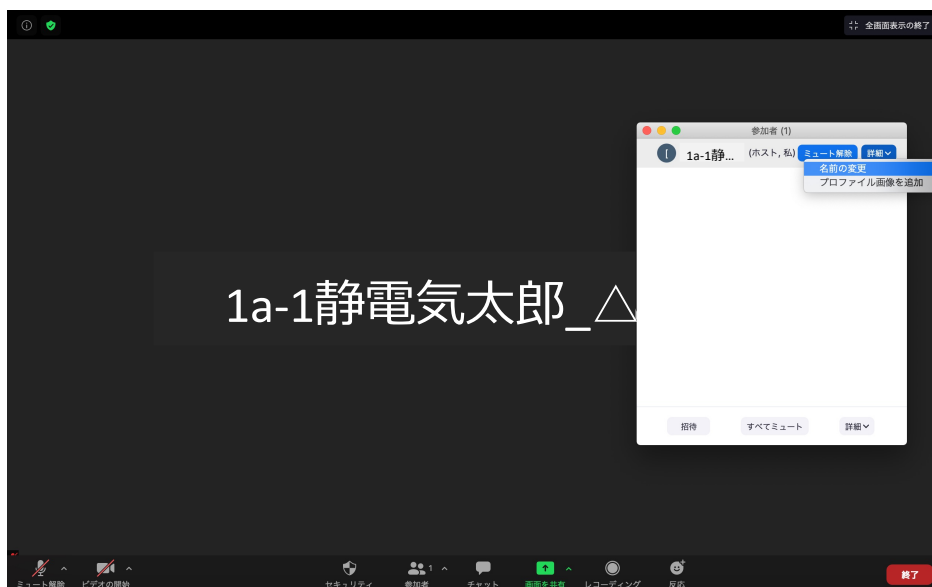 全画面表示の終了
参加者 (1)
1a-1静... (ホスト, 私) ミュート解除 詳細
名前の変更
プロファイル画像を追加
1a-1静電気太郎_△
招待 すべてミュート 詳細
ミュート解除 ビデオの開始 セキュリティ 参加者 1 チャット 画面を共有 レコーディング 反応 終了